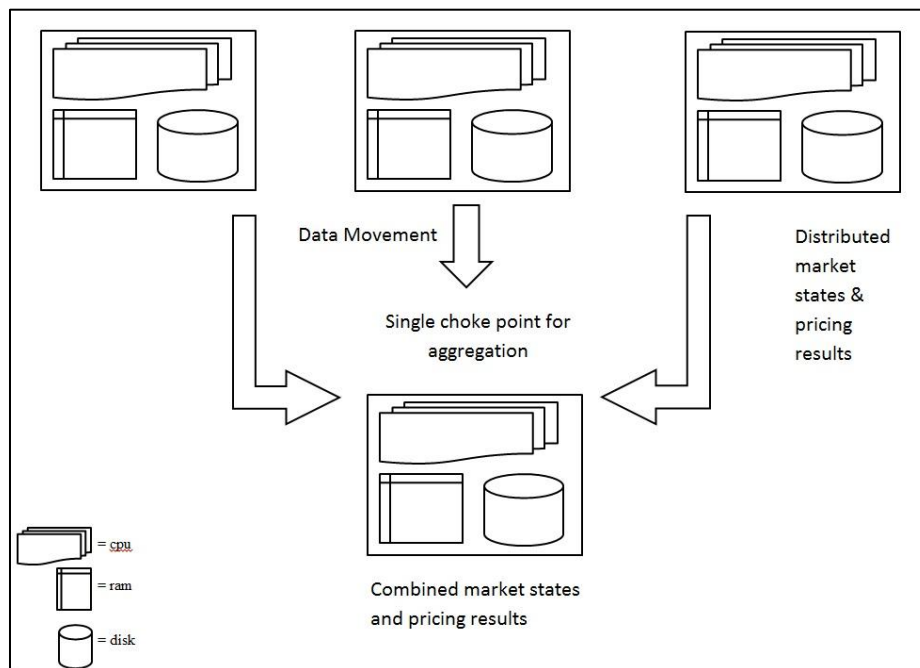 Data Movement
Distributed
market
states &
pricing
results
Single choke point for
aggregation
Combined market states
and pricing results
= cpu
= ram
= disk